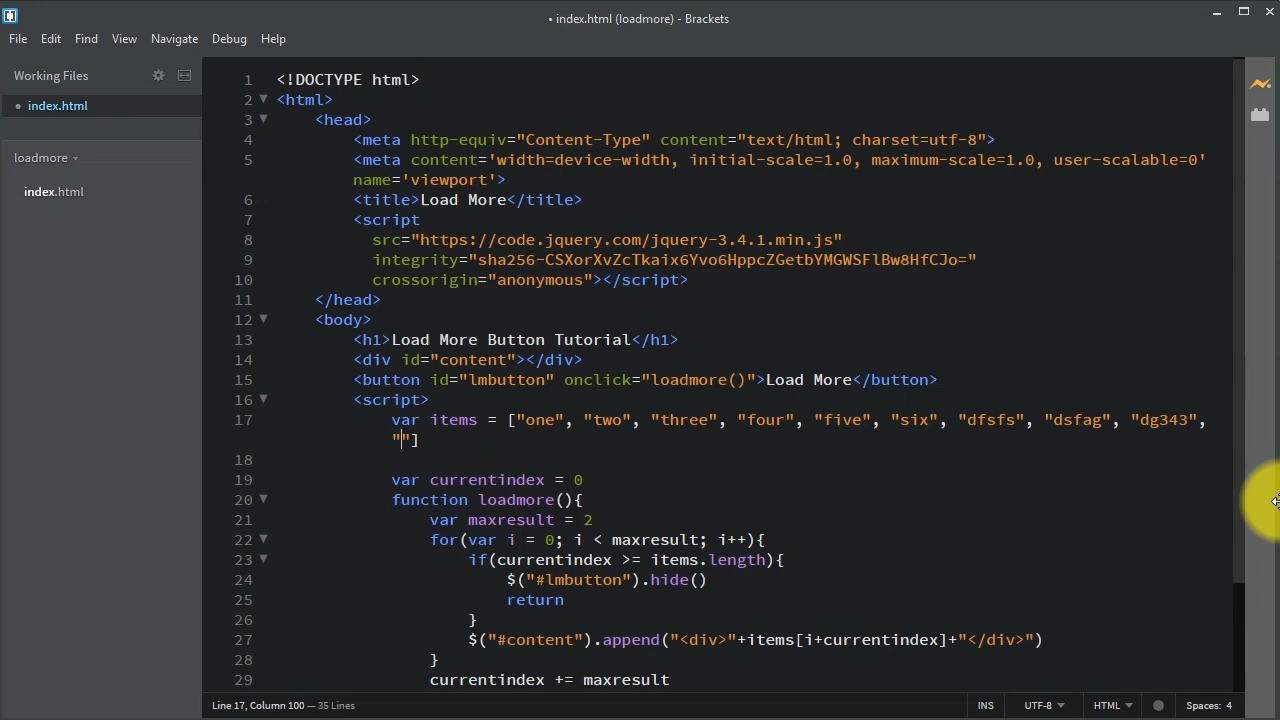 • index.html (loadmore) - Brackets
File Edit Find View Navigate Debug Help
Working Files
• index.html
loadmore
index.html
1 <!DOCTYPE html>
2 <html>
3 <head>
4 <meta http-equiv="Content-Type" content="text/html; charset=utf-8">
5 <meta content='width=device-width, initial-scale=1.0, maximum-scale=1.0, user-scalable=0'
name='viewport'>
6 <title>Load More</title>
7 <script
8 src="https://code.jquery.com/jquery-3.4.1.min.js"
9 integrity="sha256-CSXorXvZcTkaix6Yvo6HppcZGetbYMGWSFlBw8HfCJo="
10 crossorigin="anonymous"></script>
11 </head>
12 <body>
13 <h1>Load More Button Tutorial</h1>
14 <div id="content"></div>
15 <button id="lmbutton" onclick="loadmore()">Load More</button>
16 <script>
17 var items = ["one", "two", "three", "four", "five", "six", "dfsfs", "dsfag", "dg343",
""]
18
19 var currentindex = 0
20 function loadmore(){
21 var maxresult = 2
22 for(var i = 0; i < maxresult; i++){
23 if(currentindex >= items.length){
24 $("#lmbutton").hide()
25 return
26 }
27 $("#content").append("<div>"+items[i+currentindex]+"</div>")
28 }
29 currentindex += maxresult
Line 17, Column 100 — 35 Lines
INS UTF-8 HTML Spaces: 4